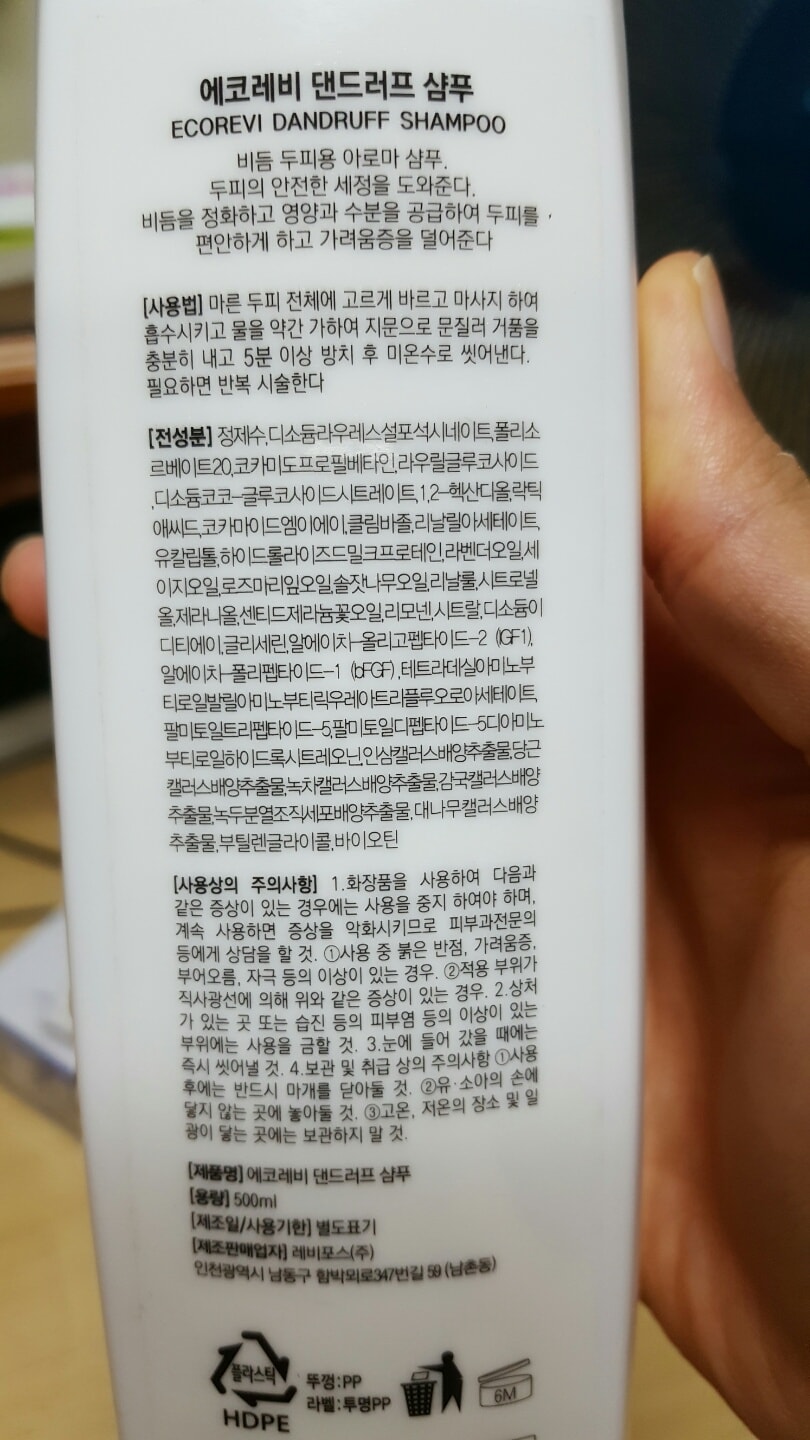 에코레비 댄드러프 샴푸
ECOREVI DANDRUFF SHAMPOO
비듬 두피용 아로마 샴푸.
두피의 안전한 세정을 도와준다.
비듬을 정화하고 영양과 수분을 공급하여 두피를
편안하게 하고 가려움증을 덜어준다
[사용법] 마른 두피 전체에 고르게 바르고 마사지 하여
흡수시키고 물을 약간 가하여 지문으로 문질러 거품을
충분히 내고 5분 이상 방치 후 미온수로 씻어낸다.
필요하면 반복 시술한다
[전성분] 정제수,디소듐라우레스설포석시네이트,폴리소
르베이트20,코카미도프로필베타인,라우릴글루코사이드
,디소듐코코-글루코사이드시트레이트,1,2-헥산디올,락틱
애씨드,코카마이드엠이에이,클림바졸,리날릴아세테이트,
유칼립톨,하이드롤라이즈드밀크프로테인,라벤더오일,세
이지오일,로즈마리잎오일,솔잣나무오일,리날룰,시트로넬
올,제라니올,센티드제라늄꽃오일,리모넨,시트랄,디소듐이
디티에이,글리세린,알에이치-올리고펩타이드-2 (IGF1),
알에이치-폴리펩타이드-1 (bFGF),테트라데실아미노부
티로일발릴아미노부티릭우레아트리플루오로아세테이트,
팔미토일트리펩타이드-5,팔미토일디펩타이드-5디아미노
부티로일하이드록시트레오닌,인삼캘러스배양추출물,당근
캘러스배양추출물,녹차캘러스배양추출물,감국캘러스배양
추출물,녹두분열조직세포배양추출물,대나무캘러스배양
추출물,부틸렌글라이콜,바이오틴
[사용상의 주의사항] 1.화장품을 사용하여 다음과
같은 증상이 있는 경우에는 사용을 중지 하여야 하며,
계속 사용하면 증상을 악화시키므로 피부과전문의
등에게 상담을 할 것. ①사용 중 붉은 반점, 가려움증,
부어오름, 자극 등의 이상이 있는 경우. ②적용 부위가
직사광선에 의해 위와 같은 증상이 있는 경우. 2.상처
가 있는 곳 또는 습진 등의 피부염 등의 이상이 있는
부위에는 사용을 금할 것. 3.눈에 들어 갔을 때에는
즉시 씻어낼 것. 4.보관 및 취급 상의 주의사항 ①사용
후에는 반드시 마개를 닫아둘 것. ②유·소아의 손에
닿지 않는 곳에 놓아둘 것. ③고온, 저온의 장소 및 일
광이 닿는 곳에는 보관하지 말 것.
[제품명] 에코레비 댄드러프 샴푸
[용량] 500ml
[제조일/사용기한] 별도표기
[제조판매업자] 레비포스(주)
인천광역시 남동구 함박뫼로347번길 59 (남촌동)
플라스틱
HDPE
뚜껑:PP
라벨:투명PP
6M